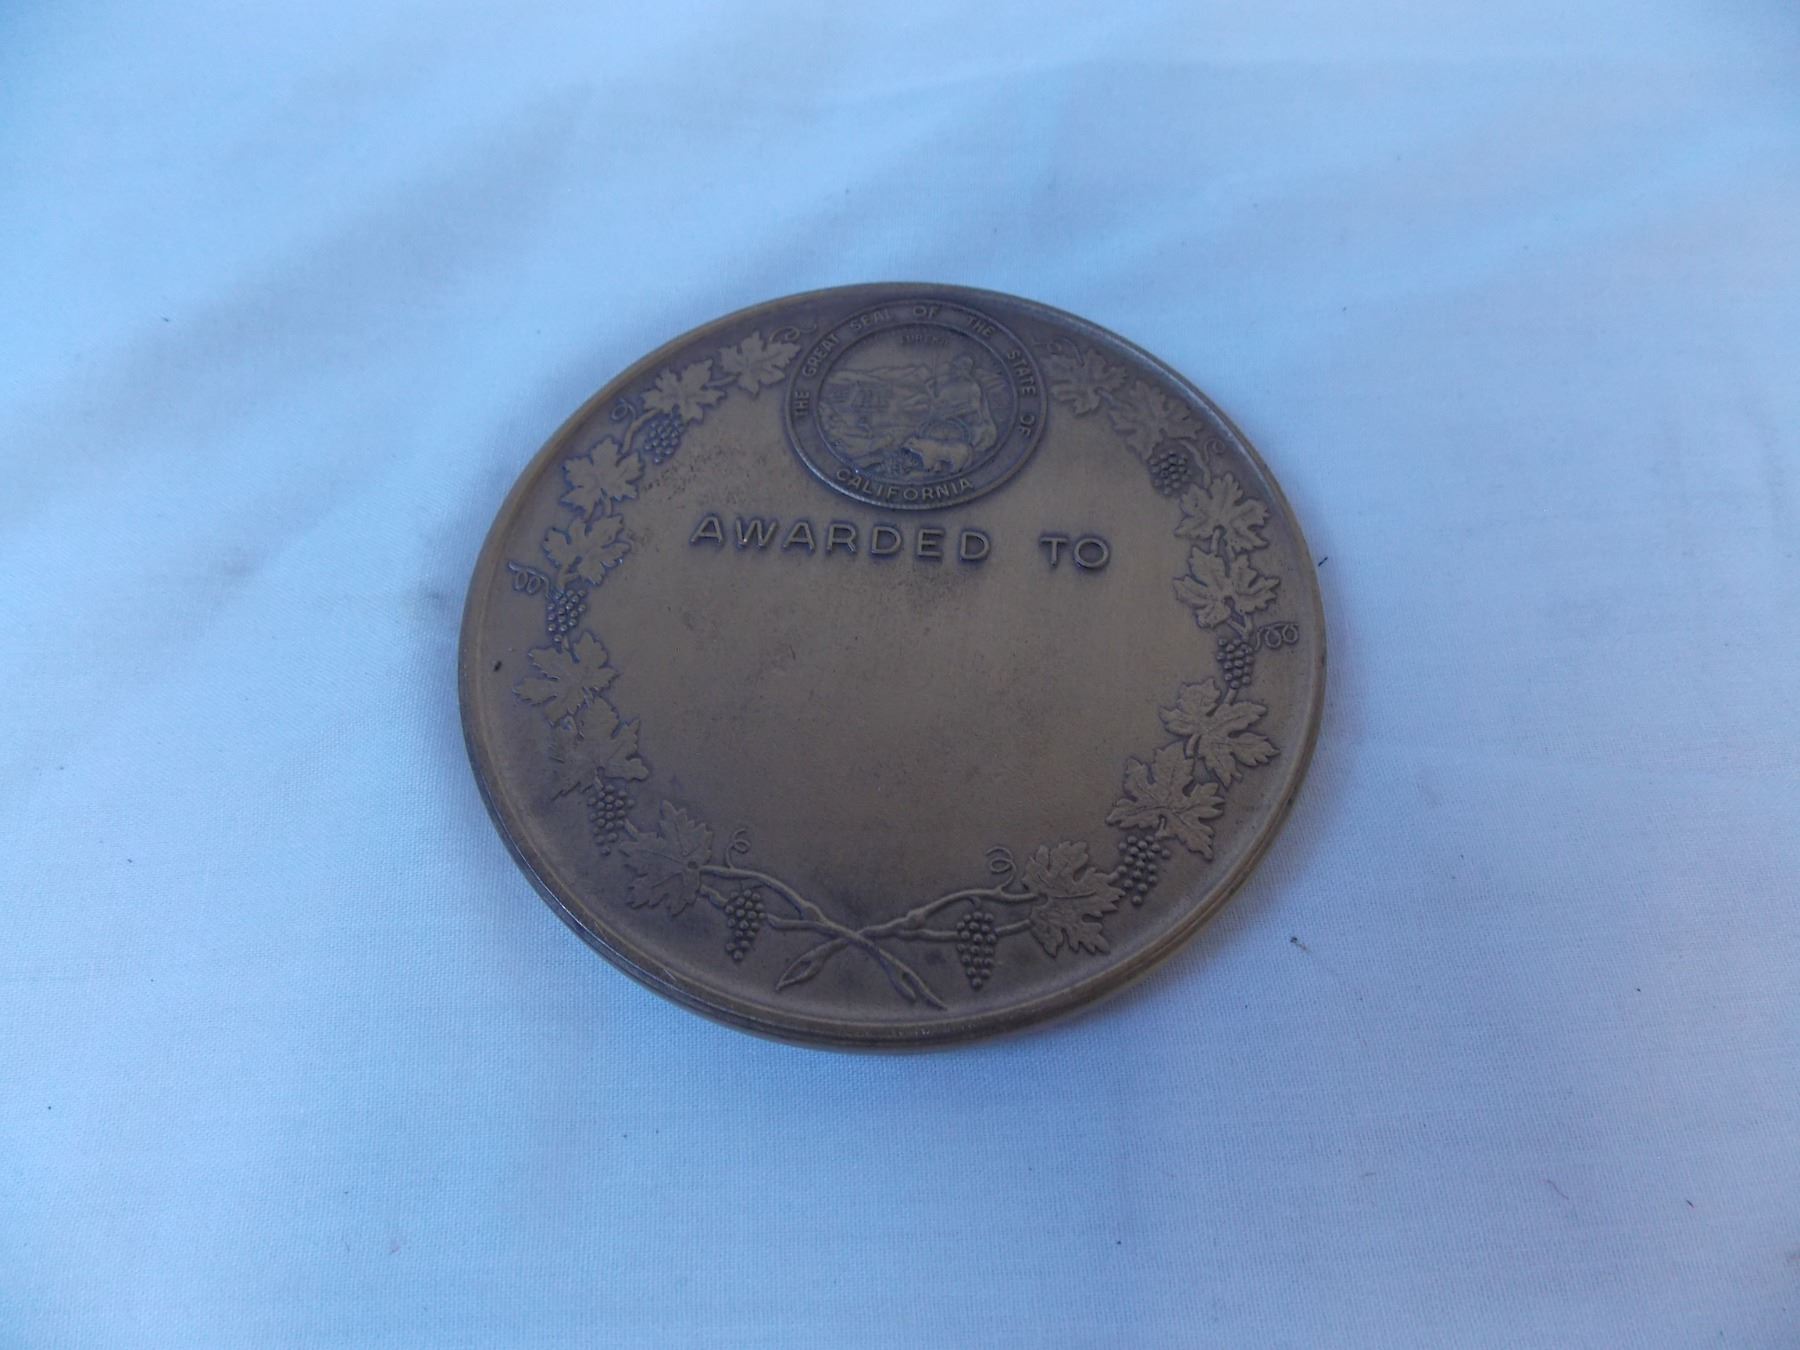 THE GREAT SEAL OF THE STATE OF
EUREKA
CALIFORNIA
AWARDED TO